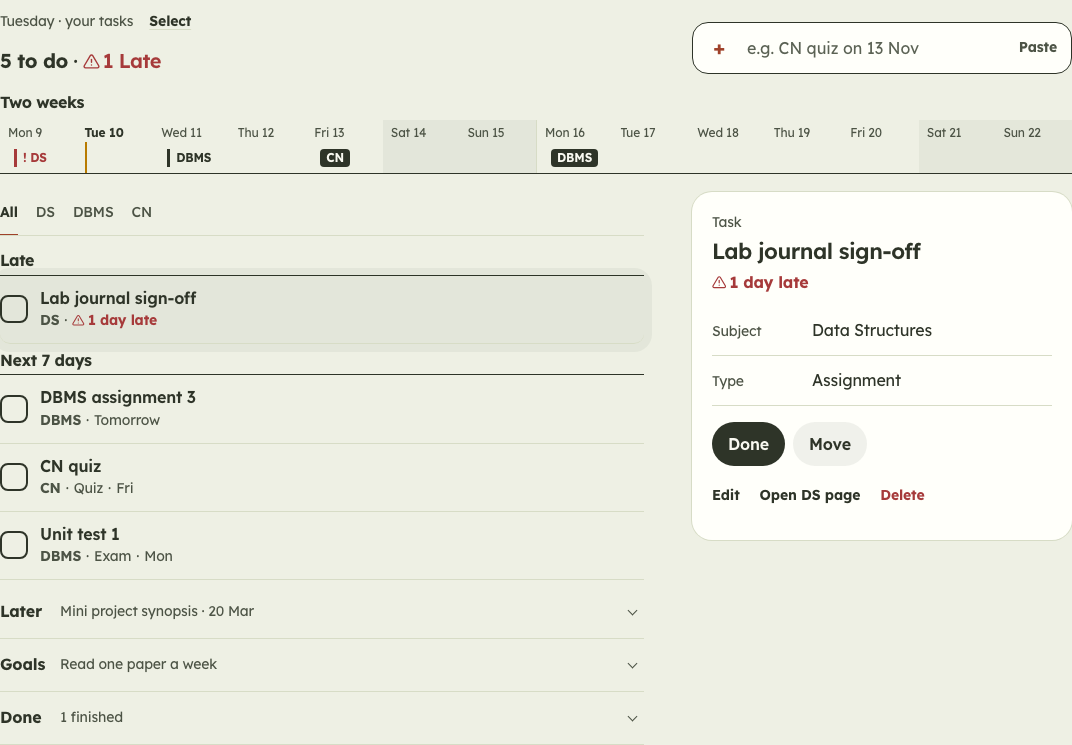 Tuesday · your tasks Select
5 to do · 1 Late
+ e.g. CN quiz on 13 Nov Paste
Two weeks
Mon 9 Tue 10 Wed 11 Thu 12 Fri 13 Sat 14 Sun 15 Mon 16 Tue 17 Wed 18 Thu 19 Fri 20 Sat 21 Sun 22
! DS DBMS CN DBMS
All DS DBMS CN
Late
Lab journal sign-off
DS · 1 day late
Next 7 days
DBMS assignment 3
DBMS · Tomorrow
CN quiz
CN · Quiz · Fri
Unit test 1
DBMS · Exam · Mon
Later Mini project synopsis · 20 Mar
Goals Read one paper a week
Done 1 finished
Task
Lab journal sign-off
1 day late
Subject Data Structures
Type Assignment
Done Move
Edit Open DS page Delete